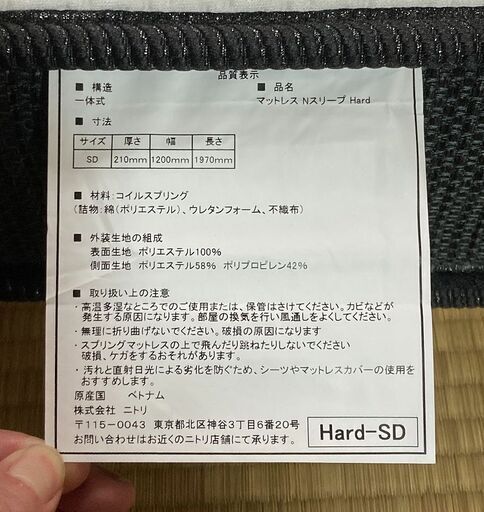 品質表示
■ 構造
一体式
■ 品名
マットレス Nスリープ Hard
■ 寸法
サイズ 厚さ 幅 長さ
SD 210mm 1200mm 1970mm
■ 材料:コイルスプリング
(詰物:綿(ポリエステル)、ウレタンフォーム、不織布)
■ 外装生地の組成
表面生地 ポリエステル100%
側面生地 ポリエステル58% ポリプロピレン42%
■ 取り扱い上の注意
・高温多湿なところでのご使用または、保管はさけてください。カビなどが
発生する原因になります。部屋の換気を行い風通しをよくしてください。
・無理に折り曲げないでください。破損の原因になります
・スプリングマットレスの上で飛んだり跳ねたりしないでください
破損、ケガをするおそれがあります。
・汚れと直射日光による劣化を防ぐため、シーツやマットレスカバーの使用を
おすすめします。
原産国 ベトナム
株式会社 ニトリ
〒115-0043 東京都北区神谷3丁目6番20号
お問い合わせはお近くのニトリ店舗にて承ります。
Hard-SD